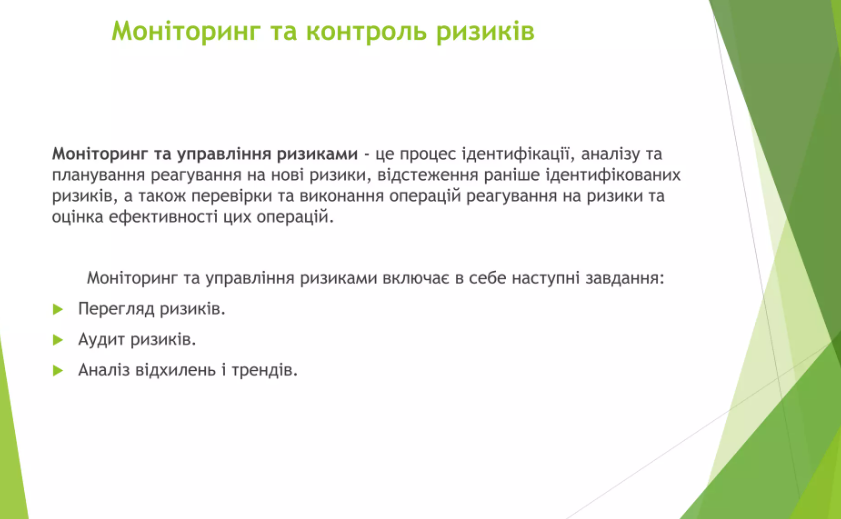 Моніторинг та контроль ризиків
Моніторинг та управління ризиками - це процес ідентифікації, аналізу та
планування реагування на нові ризики, відстеження раніше ідентифікованих
ризиків, а також перевірки та виконання операцій реагування на ризики та
оцінка ефективності цих операцій.
Моніторинг та управління ризиками включає в себе наступні завдання:
Перегляд ризиків.
Аудит ризиків.
Аналіз відхилень і трендів.